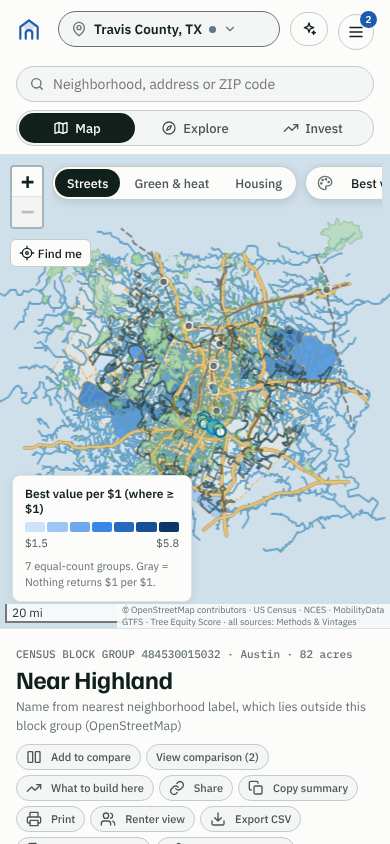 Travis County, TX
2
Neighborhood, address or ZIP code
Map
Explore
Invest
+
−
Streets
Green & heat
Housing
Best
Find me
Best value per $1 (where ≥
$1)
$1.5
$5.8
7 equal-count groups. Gray =
Nothing returns $1 per $1.
20 mi
© OpenStreetMap contributors · US Census · NCES · MobilityData
GTFS · Tree Equity Score · all sources: Methods & Vintages
CENSUS BLOCK GROUP 484530015032 · Austin · 82 acres
Near Highland
Name from nearest neighborhood label, which lies outside this
block group (OpenStreetMap)
Add to compare
View comparison (2)
What to build here
Share
Copy summary
Print
Renter view
Export CSV